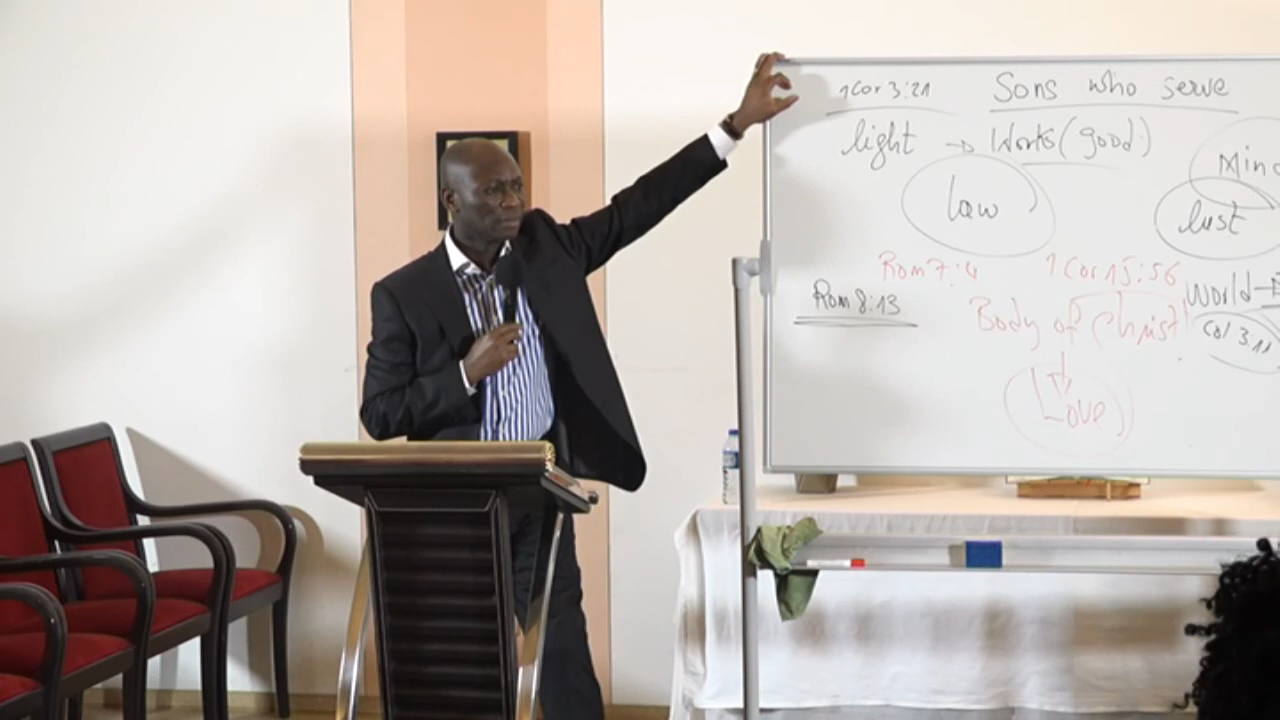 1Cor 3:21 Sons who serve
light → Works (good)
Mind
law lust
Rom 7:4 1Cor 15:56
Rom 8:13 World
Body of Christ
Col 3:11
Love